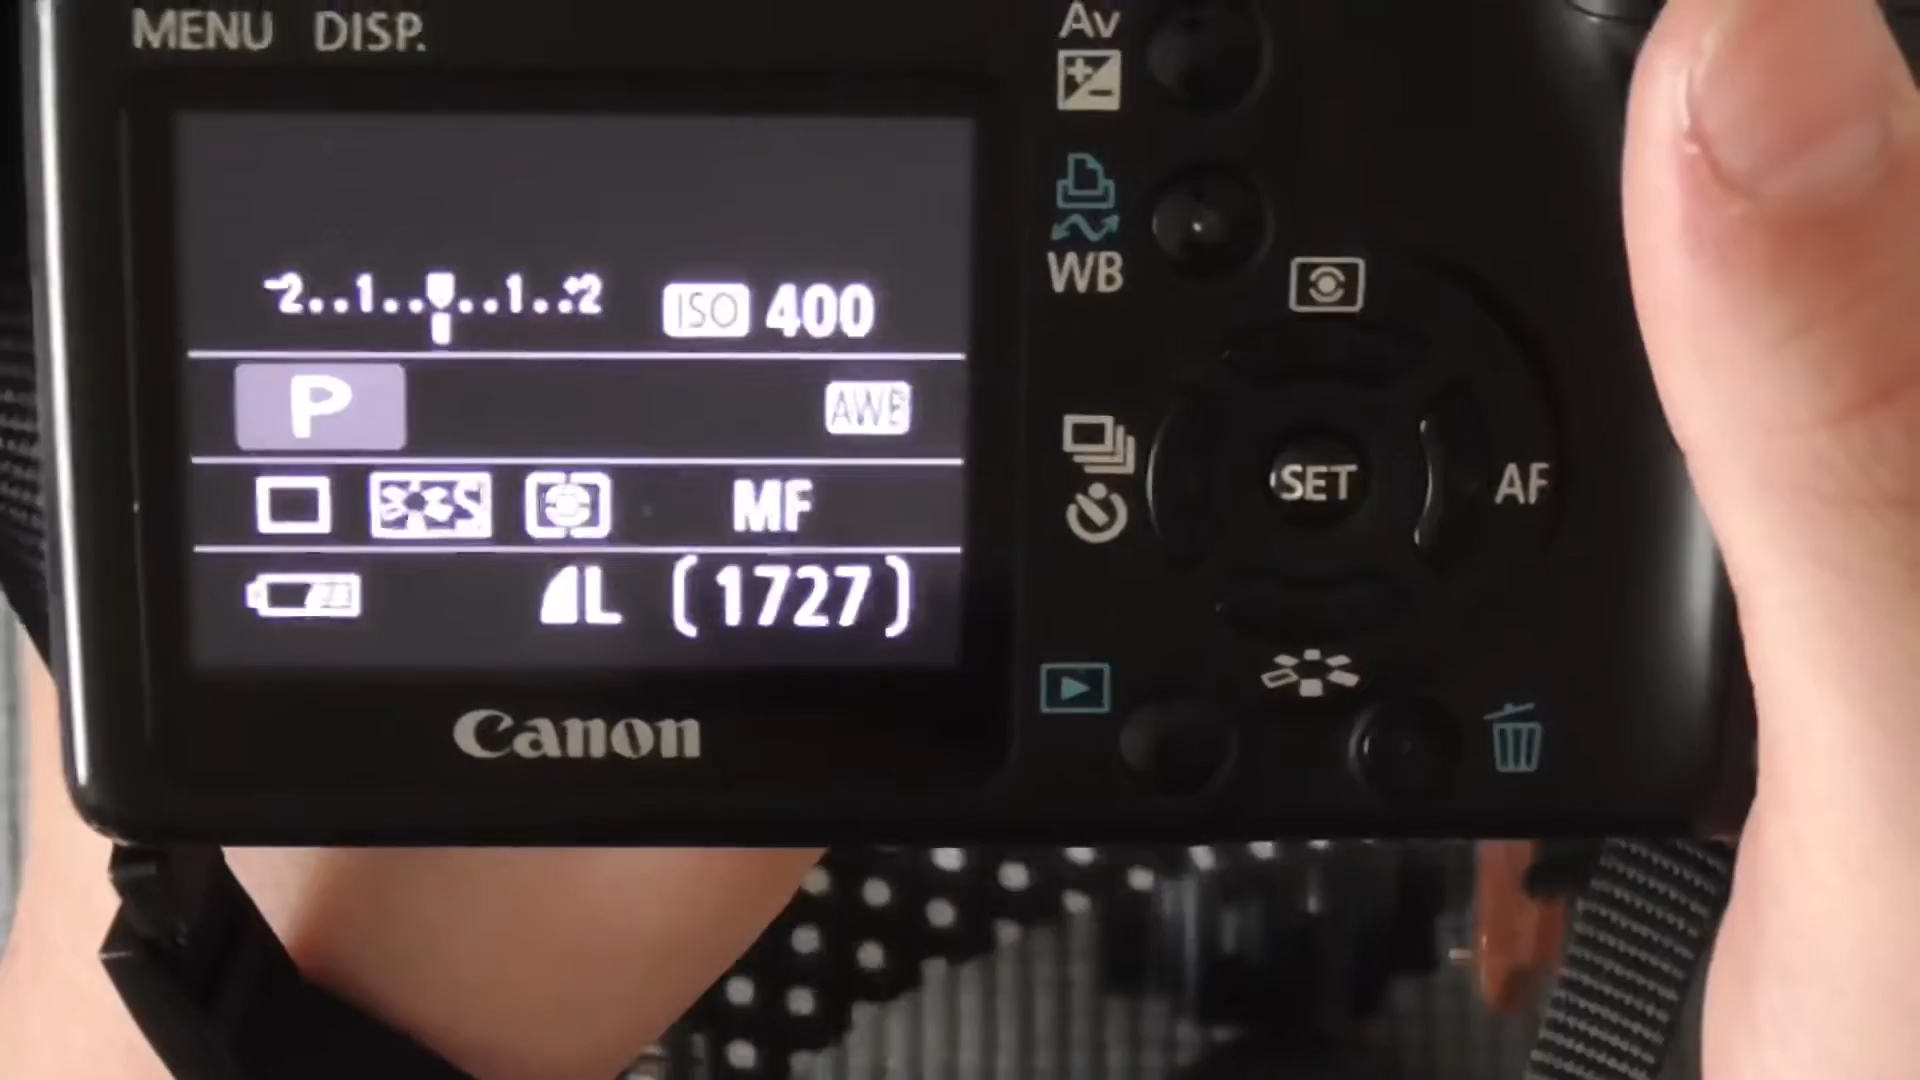 MENU DISP.
Av
-2..1..0..1..+2 ISO 400
WB
P AWB
SET
AF
S MF
L (1727)
Canon